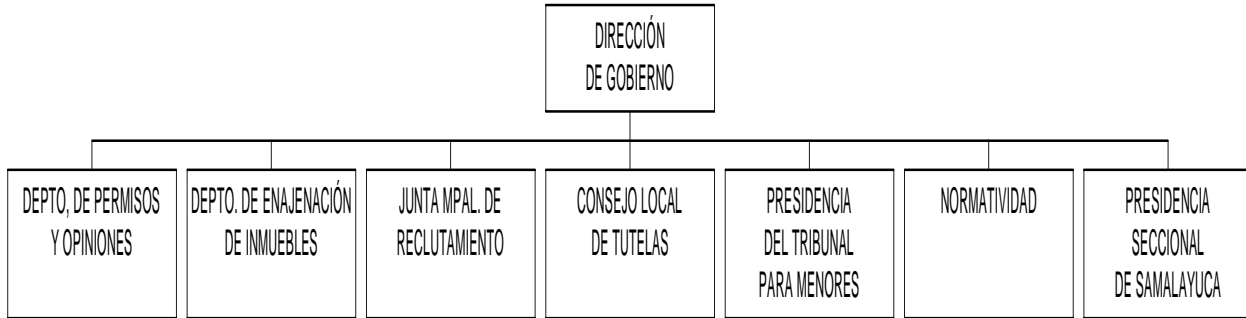 DIRECCIÓN
DE GOBIERNO
DEPTO, DE PERMISOS
Y OPINIONES
DEPTO. DE ENAJENACIÓN
DE INMUEBLES
JUNTA MPAL. DE
RECLUTAMIENTO
CONSEJO LOCAL
DE TUTELAS
PRESIDENCIA
DEL TRIBUNAL
PARA MENORES
NORMATIVIDAD
PRESIDENCIA
SECCIONAL
DE SAMALAYUCA